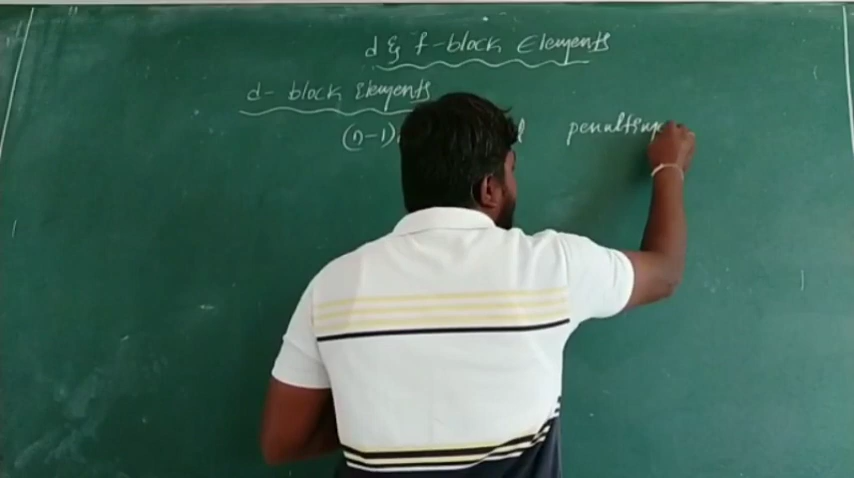 d & f-block Elements
d- block Elements
(n-1) penultim